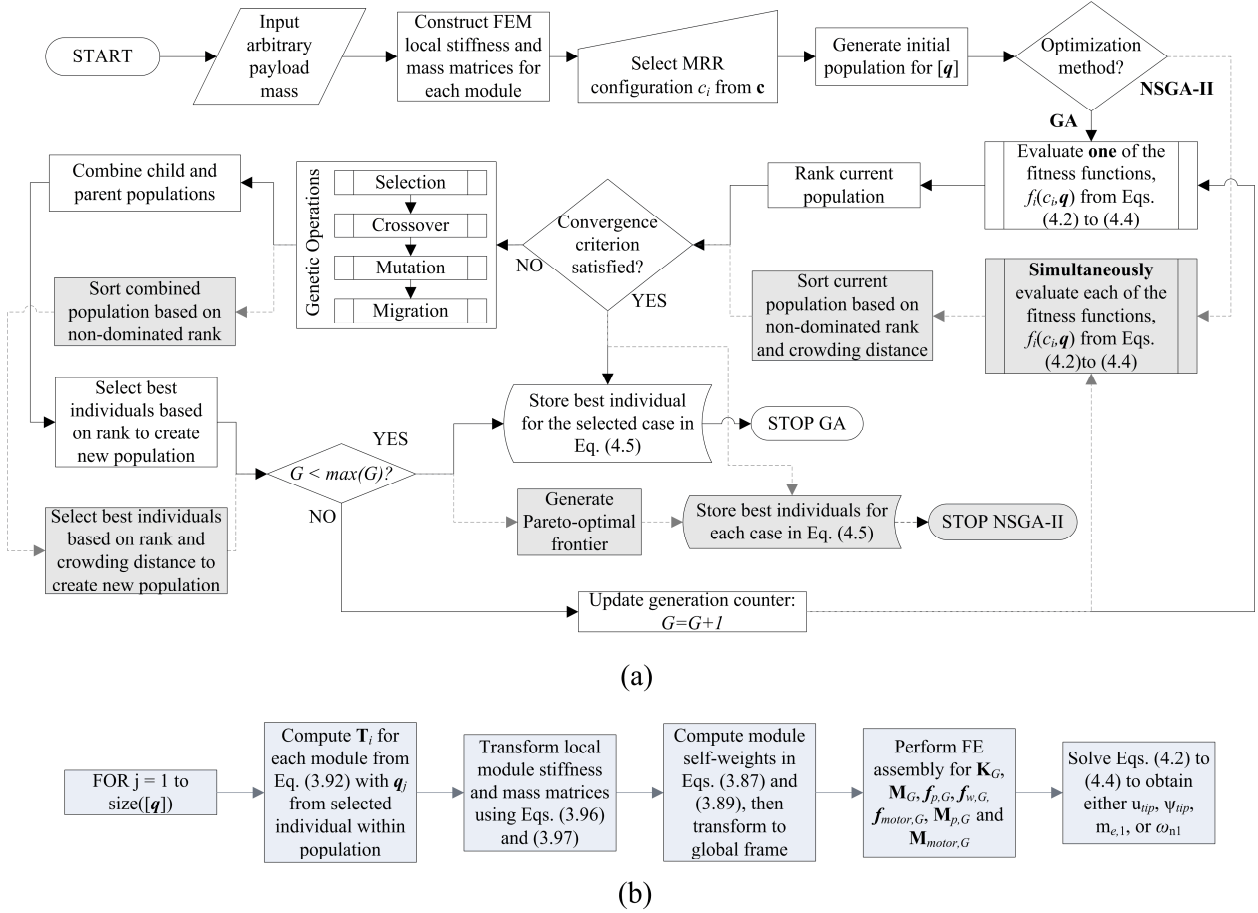 START
Input
arbitrary
payload
mass
Construct FEM
local stiffness and
mass matrices for
each module
Select MRR
configuration c_i from c
Generate initial
population for [q]
Optimization
method?
NSGA-II
GA
Evaluate one of the
fitness functions,
f_i(c_i,q) from Eqs.
(4.2) to (4.4)
Rank current
population
Convergence
criterion
satisfied?
NO
YES
Genetic Operations
Selection
Crossover
Mutation
Migration
Combine child and
parent populations
Simultaneously
evaluate each of the
fitness functions,
f_i(c_i,q) from Eqs.
(4.2)to (4.4)
Sort current
population based on
non-dominated rank
and crowding distance
Sort combined
population based on
non-dominated rank
Select best
individuals based
on rank to create
new population
Select best individuals
based on rank and
crowding distance to
create new population
G < max(G)?
YES
NO
Store best individual
for the selected case in
Eq. (4.5)
STOP GA
Generate
Pareto-optimal
frontier
Store best individuals for
each case in Eq. (4.5)
STOP NSGA-II
Update generation counter:
G=G+1
(a)
FOR j = 1 to
size([q])
Compute T_i for
each module from
Eq. (3.92) with q_j
from selected
individual within
population
Transform local
module stiffness
and mass matrices
using Eqs. (3.96)
and (3.97)
Compute module
self-weights in
Eqs. (3.87) and
(3.89), then
transform to
global frame
Perform FE
assembly for K_G,
M_G, f_p,G, f_w,G,
f_motor,G, M_p,G and
M_motor,G
Solve Eqs. (4.2) to
(4.4) to obtain
either u_tip, ψ_tip,
m_e,1, or ω_n1
(b)